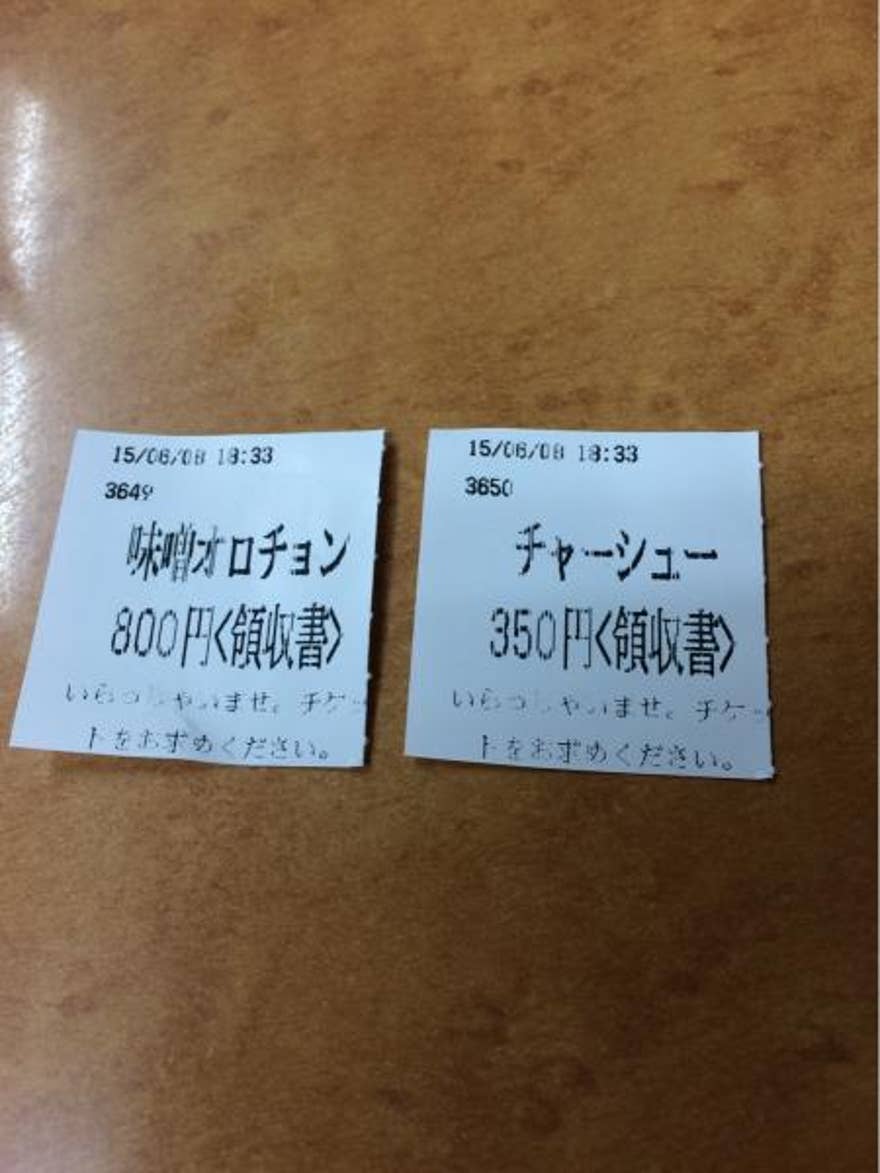 15/06/08 18:33
3649
味噌オロチョン
800円<領収書>
いらっしゃいませ。チケッ
トをお求めください。
15/06/08 18:33
3650
チャーシュー
350円<領収書>
いらっしゃいませ。チケッ
トをお求めください。